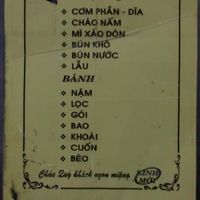 CƠM PHẦN - DĨA
CHÁO NẤM
MÌ XÀO DÒN
BÚN KHÔ
BÚN NƯỚC
LẨU
BÁNH
NẬM
LỌC
GÓI
BAO
KHOÁI
CUỐN
BÈO
Chúc Quý khách ngon miệng
KÍNH MỜI